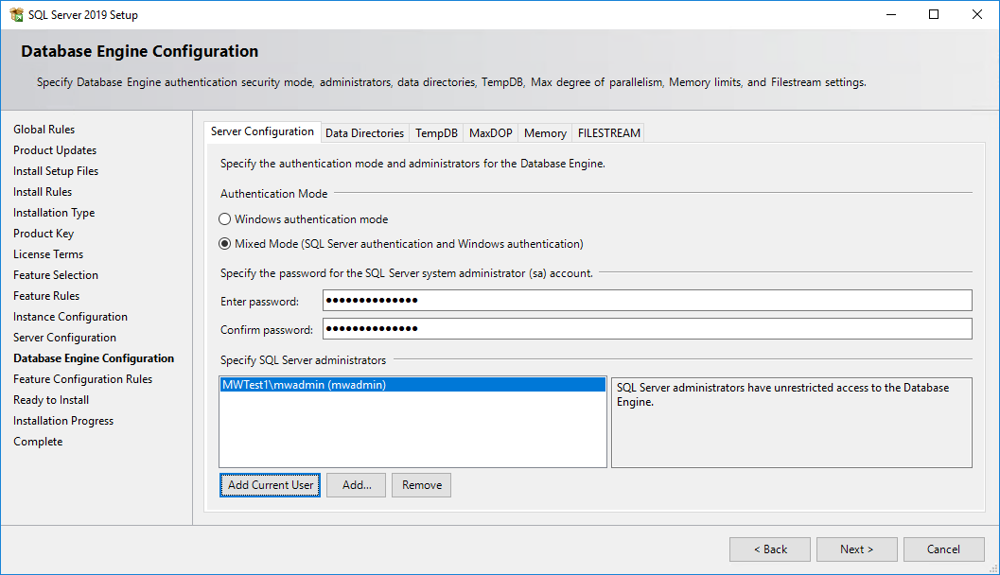 SQL Server 2019 Setup
Database Engine Configuration
Specify Database Engine authentication security mode, administrators, data directories, TempDB, Max degree of parallelism, Memory limits, and Filestream settings.
Global Rules
Product Updates
Install Setup Files
Install Rules
Installation Type
Product Key
License Terms
Feature Selection
Feature Rules
Instance Configuration
Server Configuration
Database Engine Configuration
Feature Configuration Rules
Ready to Install
Installation Progress
Complete
Server Configuration Data Directories TempDB MaxDOP Memory FILESTREAM
Specify the authentication mode and administrators for the Database Engine.
Authentication Mode
Windows authentication mode
Mixed Mode (SQL Server authentication and Windows authentication)
Specify the password for the SQL Server system administrator (sa) account.
Enter password: ●●●●●●●●●●●●●●
Confirm password: ●●●●●●●●●●●●●●
Specify SQL Server administrators
MWTest1\mwadmin (mwadmin)
SQL Server administrators have unrestricted access to the Database
Engine.
Add Current User Add... Remove
< Back Next > Cancel